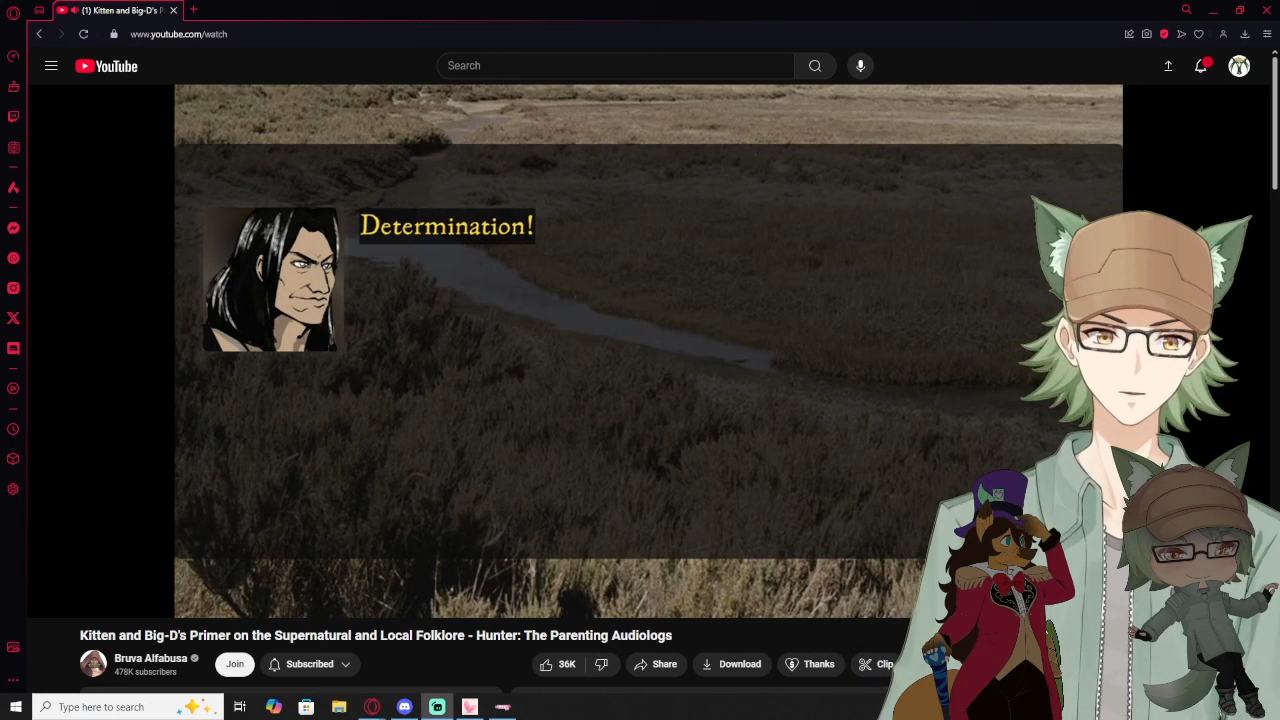 (1) Kitten and Big-D's P
www.youtube.com/watch
YouTube
Search
Determination!
Kitten and Big-D's Primer on the Supernatural and Local Folklore - Hunter: The Parenting Audiologs
Bruva Alfabusa
478K subscribers
Join
Subscribed
36K
Share
Download
Thanks
Clip
Type here to search